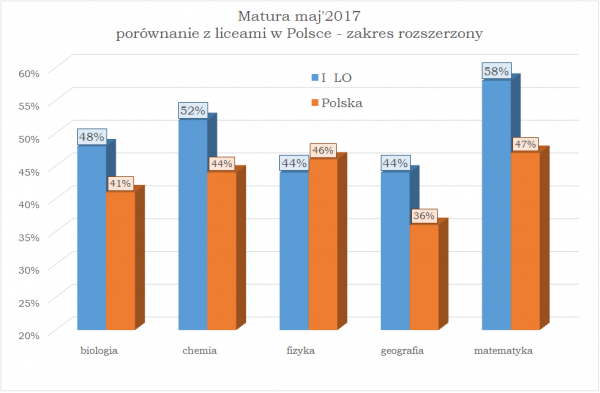 Matura maj'2017
porównanie z liceami w Polsce - zakres rozszerzony
I LO
Polska
60%
55%
50%
45%
40%
35%
30%
25%
20%
48%
41%
52%
44%
44%
46%
44%
36%
58%
47%
biologia
chemia
fizyka
geografia
matematyka